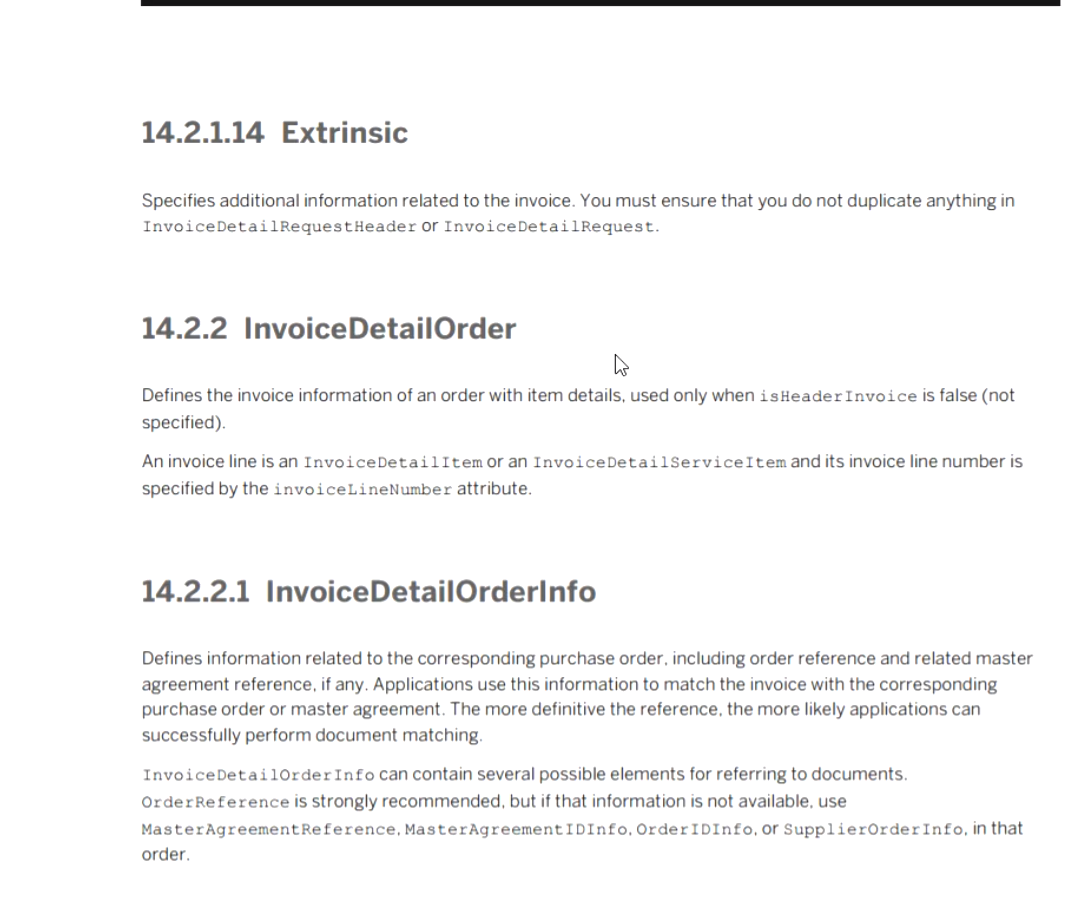 14.2.1.14 Extrinsic
Specifies additional information related to the invoice. You must ensure that you do not duplicate anything in
InvoiceDetailRequestHeader or InvoiceDetailRequest.
14.2.2 InvoiceDetailOrder
Defines the invoice information of an order with item details, used only when isHeaderInvoice is false (not
specified).
An invoice line is an InvoiceDetailItem or an InvoiceDetailServiceItem and its invoice line number is
specified by the invoiceLineNumber attribute.
14.2.2.1 InvoiceDetailOrderInfo
Defines information related to the corresponding purchase order, including order reference and related master
agreement reference, if any. Applications use this information to match the invoice with the corresponding
purchase order or master agreement. The more definitive the reference, the more likely applications can
successfully perform document matching.
InvoiceDetailOrderInfo can contain several possible elements for referring to documents.
OrderReference is strongly recommended, but if that information is not available, use
MasterAgreementReference, MasterAgreementIDInfo, OrderIDInfo, or SupplierOrderInfo, in that
order.